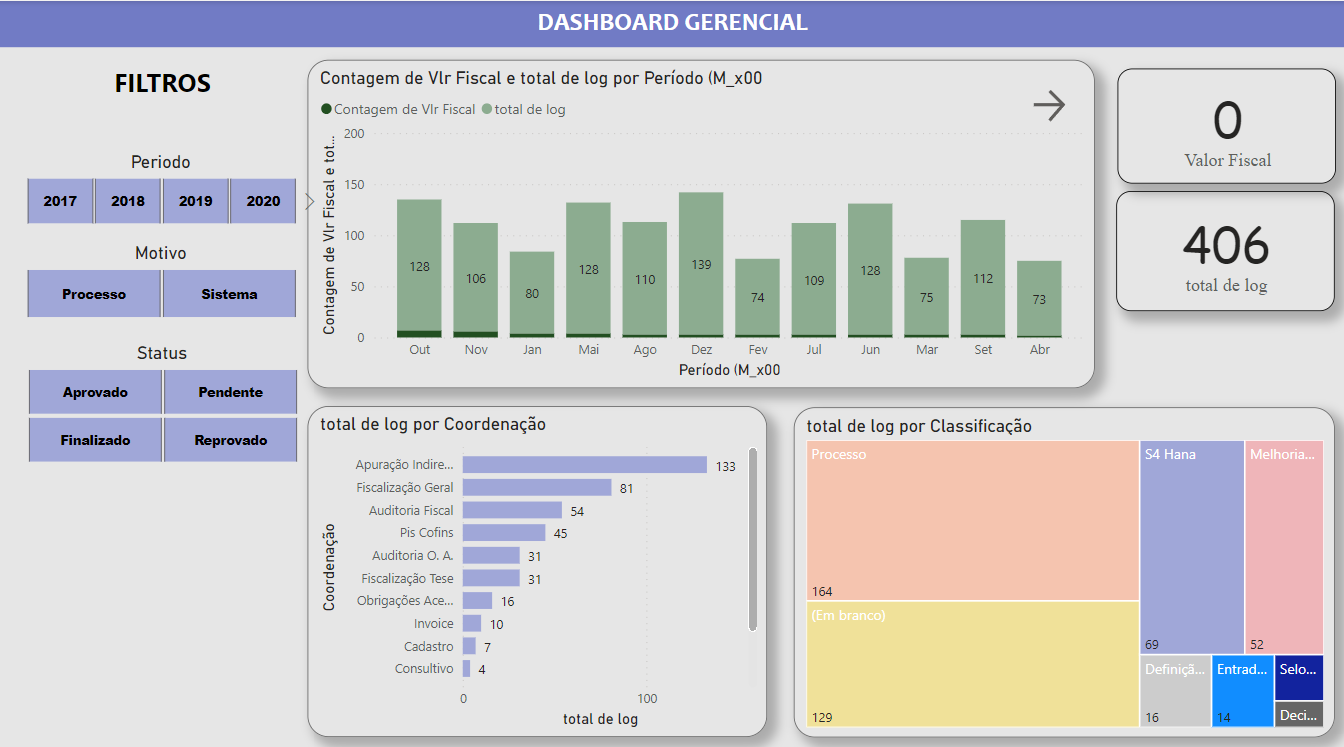 DASHBOARD GERENCIAL
FILTROS
Periodo
2017 2018 2019 2020
Motivo
Processo Sistema
Status
Aprovado Pendente
Finalizado Reprovado
Contagem de Vlr Fiscal e total de log por Período (M_x00
Contagem de Vlr Fiscal total de log
Contagem de Vlr Fiscal e tot...
200
150
100
50
0
128 106 80 128 110 139 74 109 128 75 112 73
Out Nov Jan Mai Ago Dez Fev Jul Jun Mar Set Abr
Período (M_x00
0
Valor Fiscal
406
total de log
total de log por Coordenação
Coordenação
Apuração Indire... 133
Fiscalização Geral 81
Auditoria Fiscal 54
Pis Cofins 45
Auditoria O. A. 31
Fiscalização Tese 31
Obrigações Ace... 16
Invoice 10
Cadastro 7
Consultivo 4
0 100
total de log
total de log por Classificação
Processo
164
(Em branco)
129
S4 Hana
69
Melhoria...
52
Definiçã...
16
Entrad...
14
Selo...
Deci...